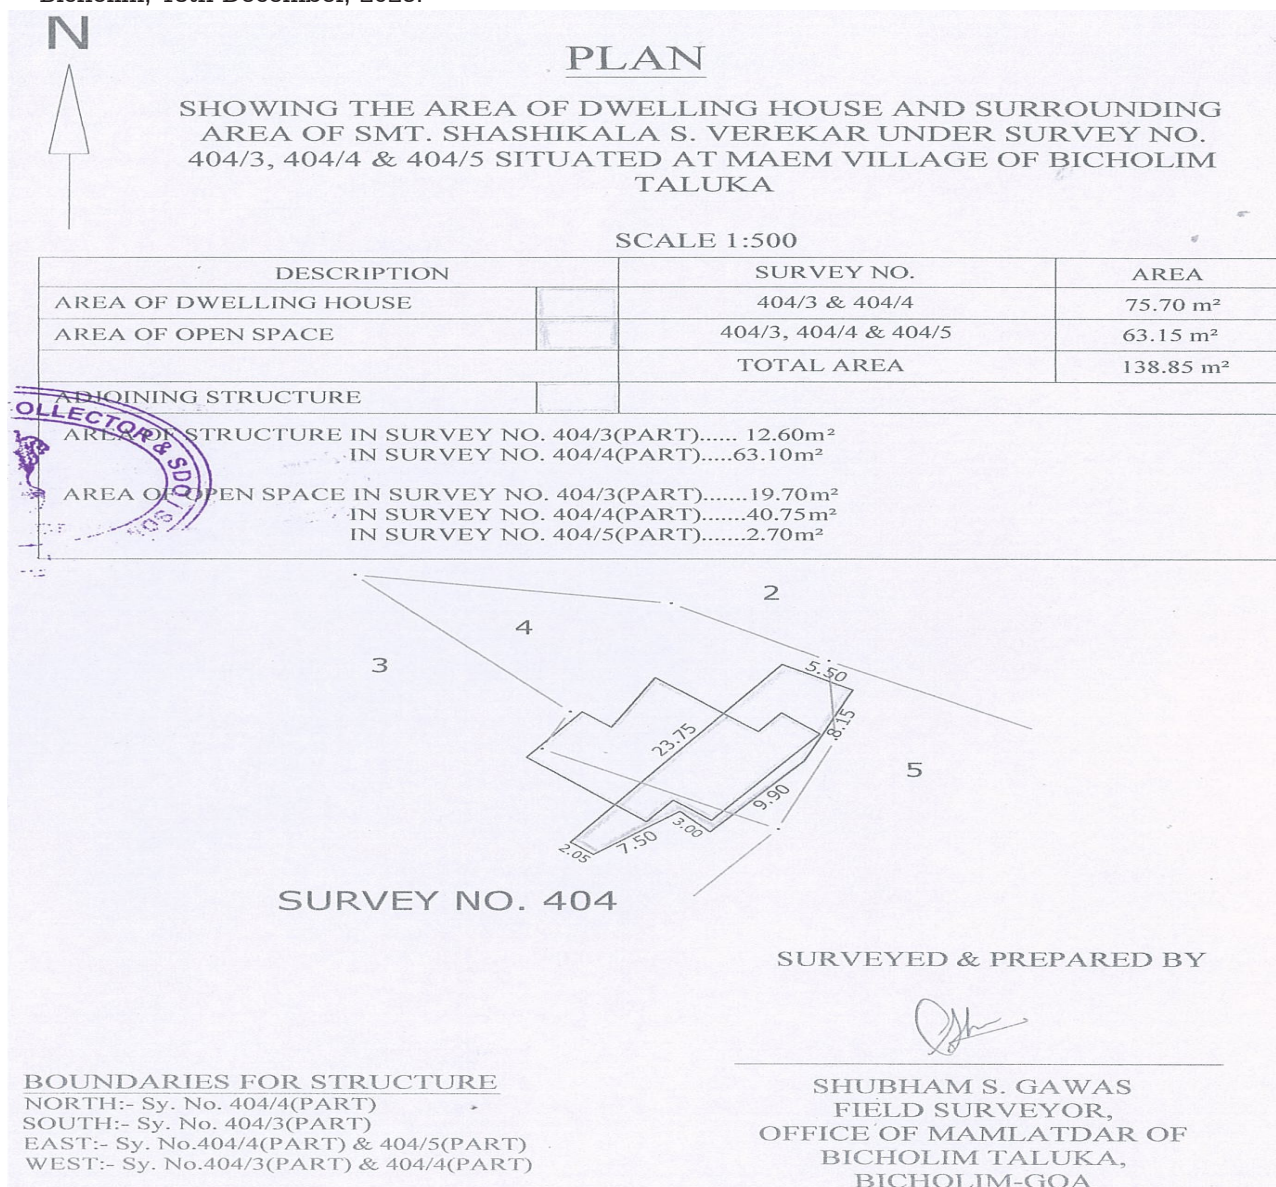 N
PLAN
SHOWING THE AREA OF DWELLING HOUSE AND SURROUNDING
AREA OF SMT. SHASHIKALA S. VEREKAR UNDER SURVEY NO.
404/3, 404/4 & 404/5 SITUATED AT MAEM VILLAGE OF BICHOLIM
TALUKA
SCALE 1:500
DESCRIPTION SURVEY NO. AREA
AREA OF DWELLING HOUSE 404/3 & 404/4 75.70 m²
AREA OF OPEN SPACE 404/3, 404/4 & 404/5 63.15 m²
TOTAL AREA 138.85 m²
ADJOINING STRUCTURE
OLLECTOR & SDO I
AREA OF STRUCTURE IN SURVEY NO. 404/3(PART)...... 12.60m²
IN SURVEY NO. 404/4(PART).....63.10m²
AREA OF OPEN SPACE IN SURVEY NO. 404/3(PART).......19.70m²
IN SURVEY NO. 404/4(PART).......40.75m²
IN SURVEY NO. 404/5(PART).......2.70m²
2
4
3
5.50
23.75
8.15
5
9.90
3.00
7.50
2.05
SURVEY NO. 404
SURVEYED & PREPARED BY
BOUNDARIES FOR STRUCTURE
NORTH:- Sy. No. 404/4(PART)
SOUTH:- Sy. No. 404/3(PART)
EAST:- Sy. No.404/4(PART) & 404/5(PART)
WEST:- Sy. No.404/3(PART) & 404/4(PART)
SHUBHAM S. GAWAS
FIELD SURVEYOR,
OFFICE OF MAMLATDAR OF
BICHOLIM TALUKA,
BICHOLIM-GOA